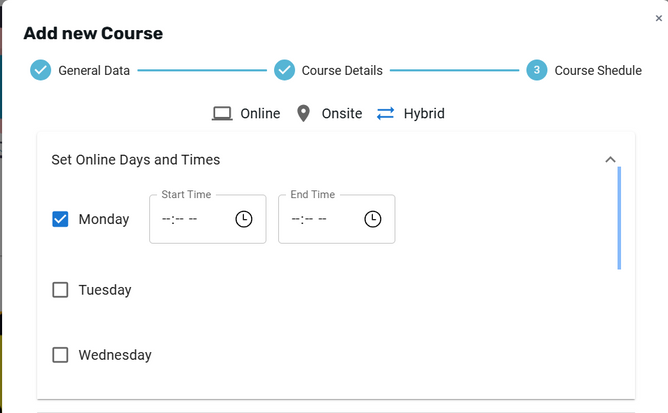 ×
Add new Course
General Data
Course Details
3 Course Shedule
Online Onsite Hybrid
Set Online Days and Times
Start Time End Time
Monday --:-- -- --:-- --
Tuesday
Wednesday